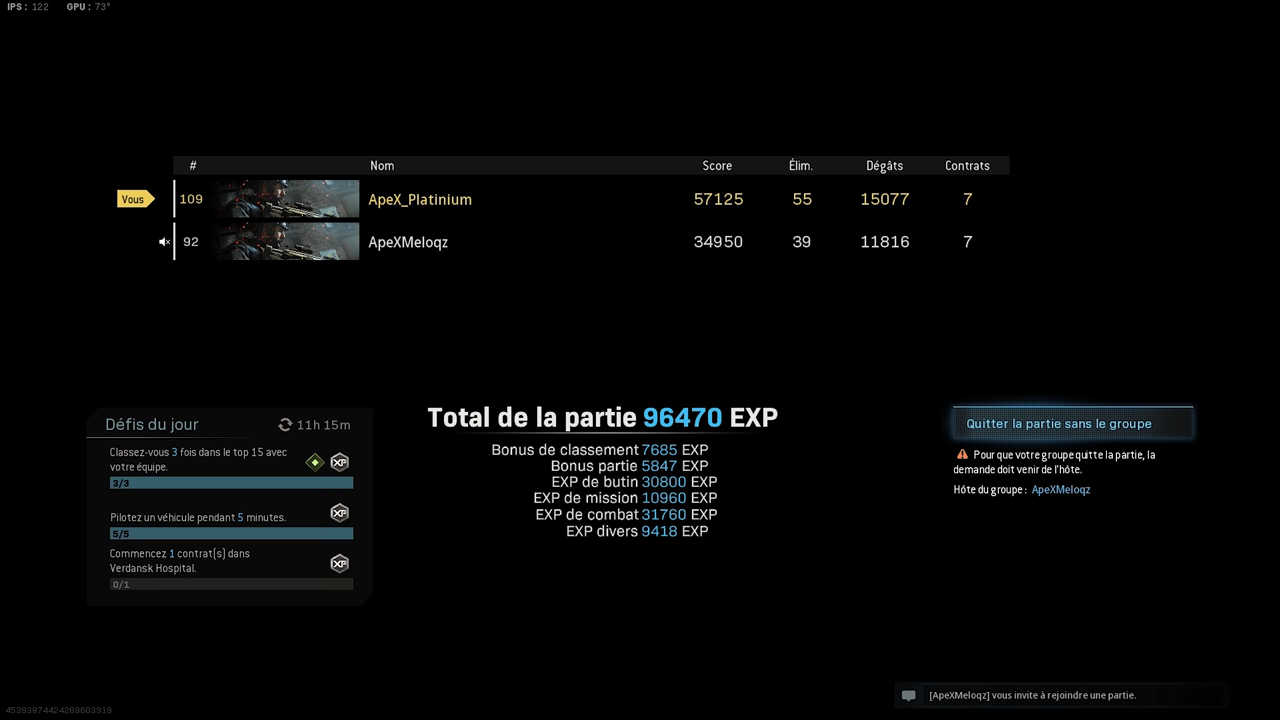 IPS : 122 GPU : 73°
# Nom Score Élim. Dégâts Contrats
Vous 109 ApeX_Platinium 57125 55 15077 7
92 ApeXMeloqz 34950 39 11816 7
Défis du jour 11h 15m
Classez-vous 3 fois dans le top 15 avec
votre équipe.
XP
3/3
Pilotez un véhicule pendant 5 minutes.
XP
5/5
Commencez 1 contrat(s) dans
Verdansk Hospital.
XP
0/1
Total de la partie 96470 EXP
Bonus de classement 7685 EXP
Bonus partie 5847 EXP
EXP de butin 30800 EXP
EXP de mission 10960 EXP
EXP de combat 31760 EXP
EXP divers 9418 EXP
Quitter la partie sans le groupe
Pour que votre groupe quitte la partie, la
demande doit venir de l'hôte.
Hôte du groupe : ApeXMeloqz
[ApeXMeloqz] vous invite à rejoindre une partie.
45393874424269603919